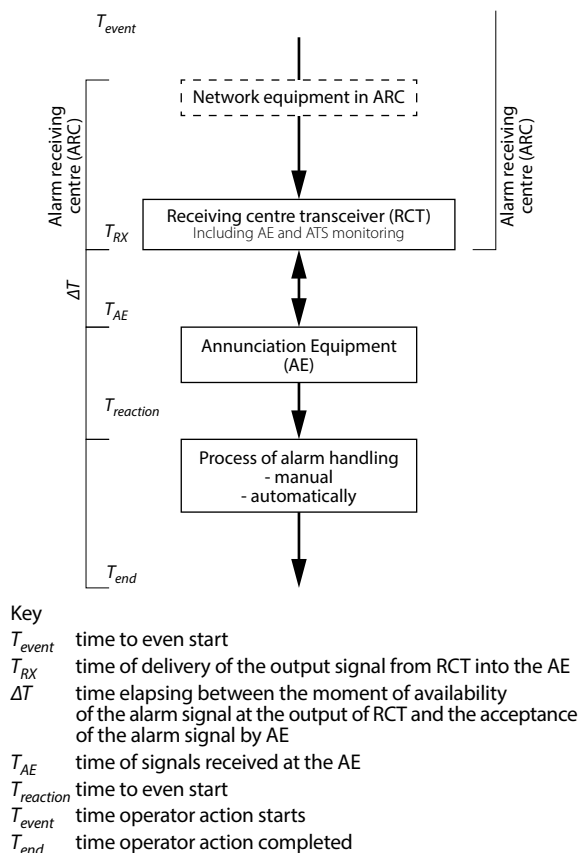 T_event
Network equipment in ARC
Alarm receiving
centre (ARC)
Alarm receiving
centre (ARC)
Receiving centre transceiver (RCT)
Including AE and ATS monitoring
T_RX
ΔT
T_AE
Annunciation Equipment
(AE)
T_reaction
Process of alarm handling
- manual
- automatically
T_end
Key
T_event time to even start
T_RX time of delivery of the output signal from RCT into the AE
ΔT time elapsing between the moment of availability
of the alarm signal at the output of RCT and the acceptance
of the alarm signal by AE
T_AE time of signals received at the AE
T_reaction time to even start
T_event time operator action starts
T_end time operator action completed